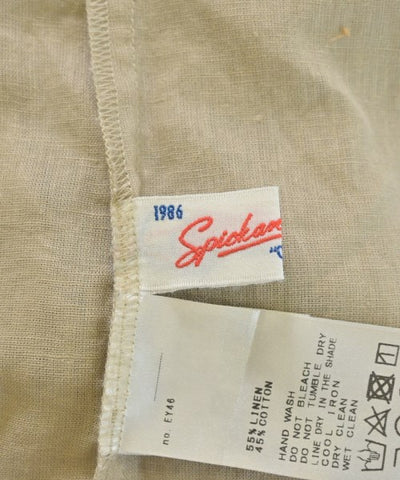 1986
Spickan
no. EY46
55% LINEN
45% COTTON
HAND WASH
DO NOT BLEACH
DO NOT TUMBLE DRY
LINE DRY IN THE SHADE
COOL IRON
DRY CLEAN
WET CLEAN